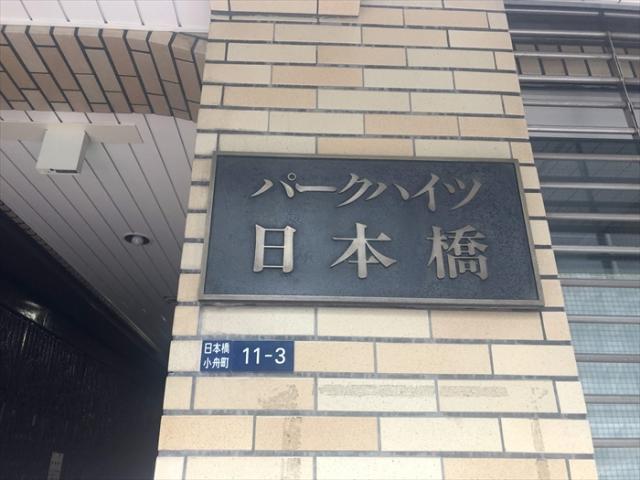 パークハイツ
日本橋
日本橋
小舟町 11-3